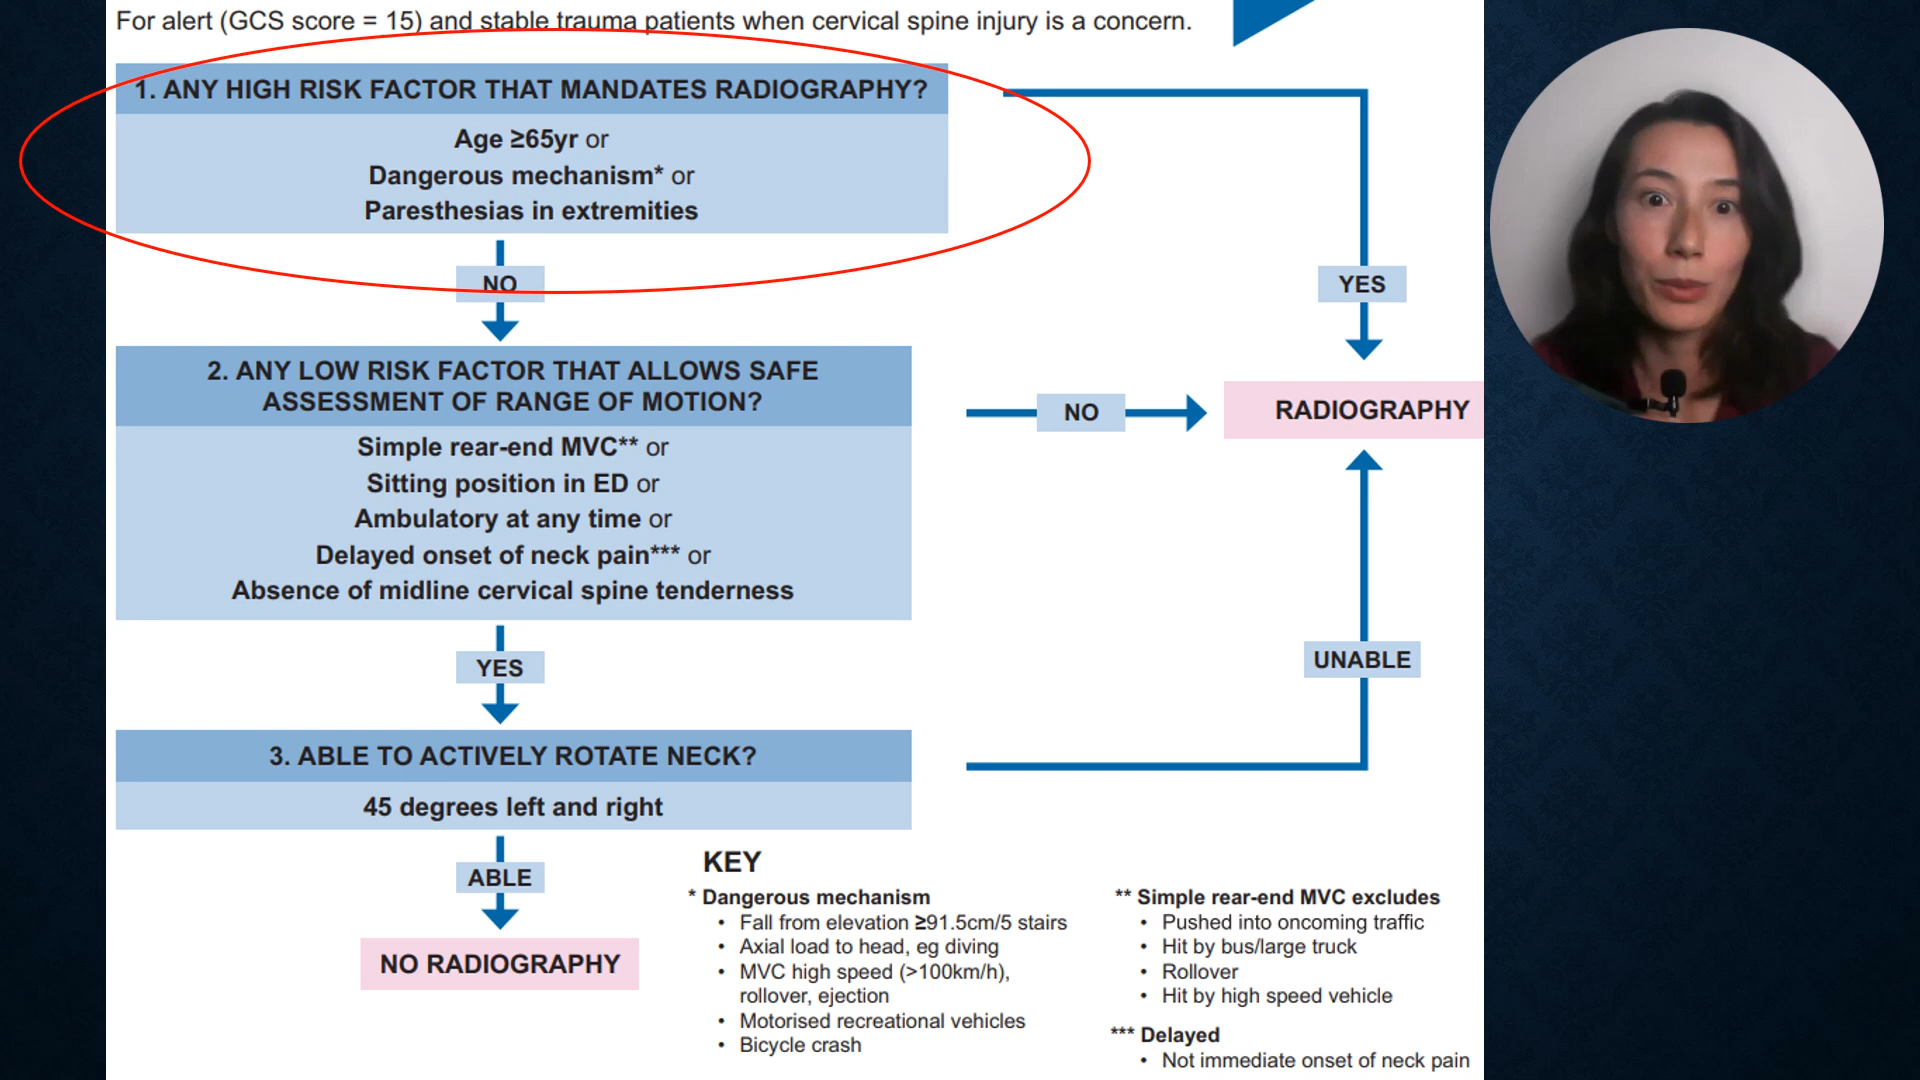 For alert (GCS score = 15) and stable trauma patients when cervical spine injury is a concern.
1. ANY HIGH RISK FACTOR THAT MANDATES RADIOGRAPHY?
Age ≥65yr or
Dangerous mechanism* or
Paresthesias in extremities
NO
YES
2. ANY LOW RISK FACTOR THAT ALLOWS SAFE
ASSESSMENT OF RANGE OF MOTION?
Simple rear-end MVC** or
Sitting position in ED or
Ambulatory at any time or
Delayed onset of neck pain*** or
Absence of midline cervical spine tenderness
NO
RADIOGRAPHY
YES
UNABLE
3. ABLE TO ACTIVELY ROTATE NECK?
45 degrees left and right
ABLE
NO RADIOGRAPHY
KEY
* Dangerous mechanism
• Fall from elevation ≥91.5cm/5 stairs
• Axial load to head, eg diving
• MVC high speed (>100km/h),
rollover, ejection
• Motorised recreational vehicles
• Bicycle crash
** Simple rear-end MVC excludes
• Pushed into oncoming traffic
• Hit by bus/large truck
• Rollover
• Hit by high speed vehicle
*** Delayed
• Not immediate onset of neck pain